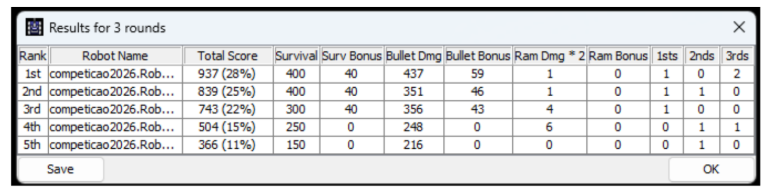 Results for 3 rounds
Rank Robot Name Total Score Survival Surv Bonus Bullet Dmg Bullet Bonus Ram Dmg * 2 Ram Bonus 1sts 2nds 3rds
1st competicao2026.Rob... 937 (28%) 400 40 437 59 1 0 1 0 2
2nd competicao2026.Rob... 839 (25%) 400 40 351 46 1 0 1 1 0
3rd competicao2026.Rob... 743 (22%) 300 40 356 43 4 0 1 0 0
4th competicao2026.Rob... 504 (15%) 250 0 248 0 6 0 0 1 1
5th competicao2026.Rob... 366 (11%) 150 0 216 0 0 0 0 1 0
Save OK